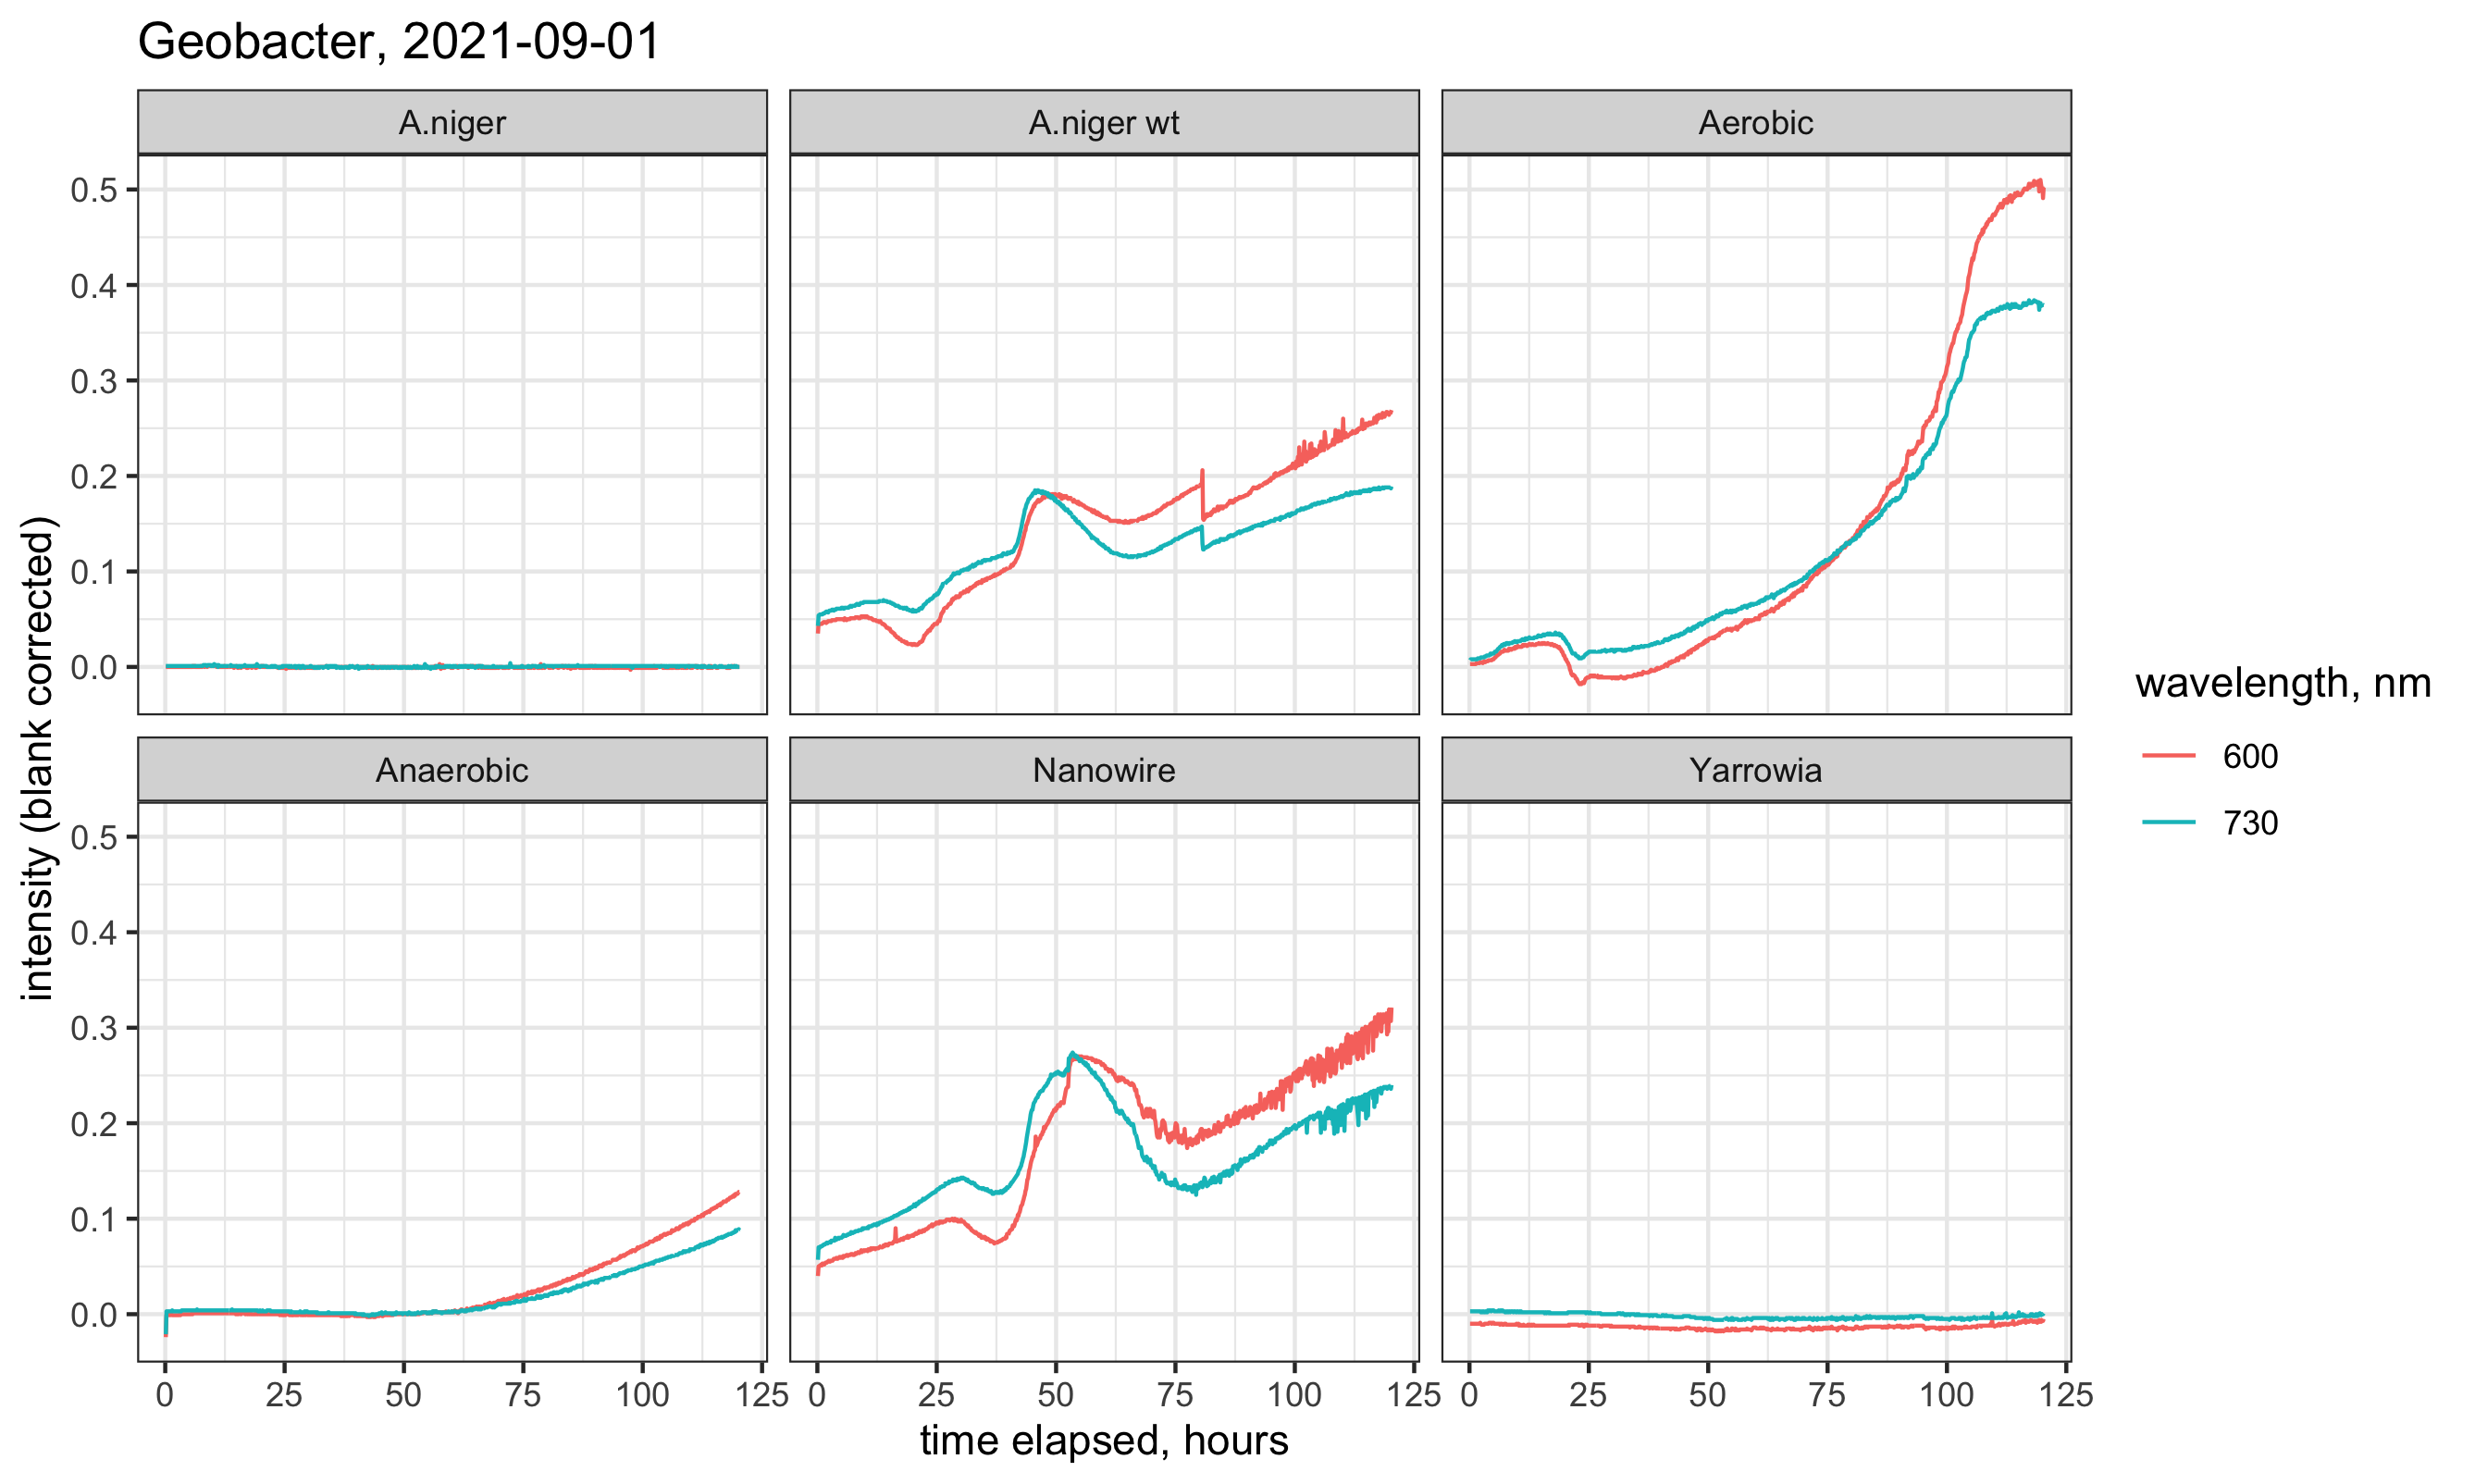 Geobacter, 2021-09-01
A.niger
A.niger wt
Aerobic
0.5
0.4
0.3
0.2
0.1
0.0
Anaerobic
Nanowire
Yarrowia
0.5
0.4
0.3
0.2
0.1
0.0
0 25 50 75 100 125
0 25 50 75 100 125
0 25 50 75 100 125
time elapsed, hours
intensity (blank corrected)
wavelength, nm
600
730